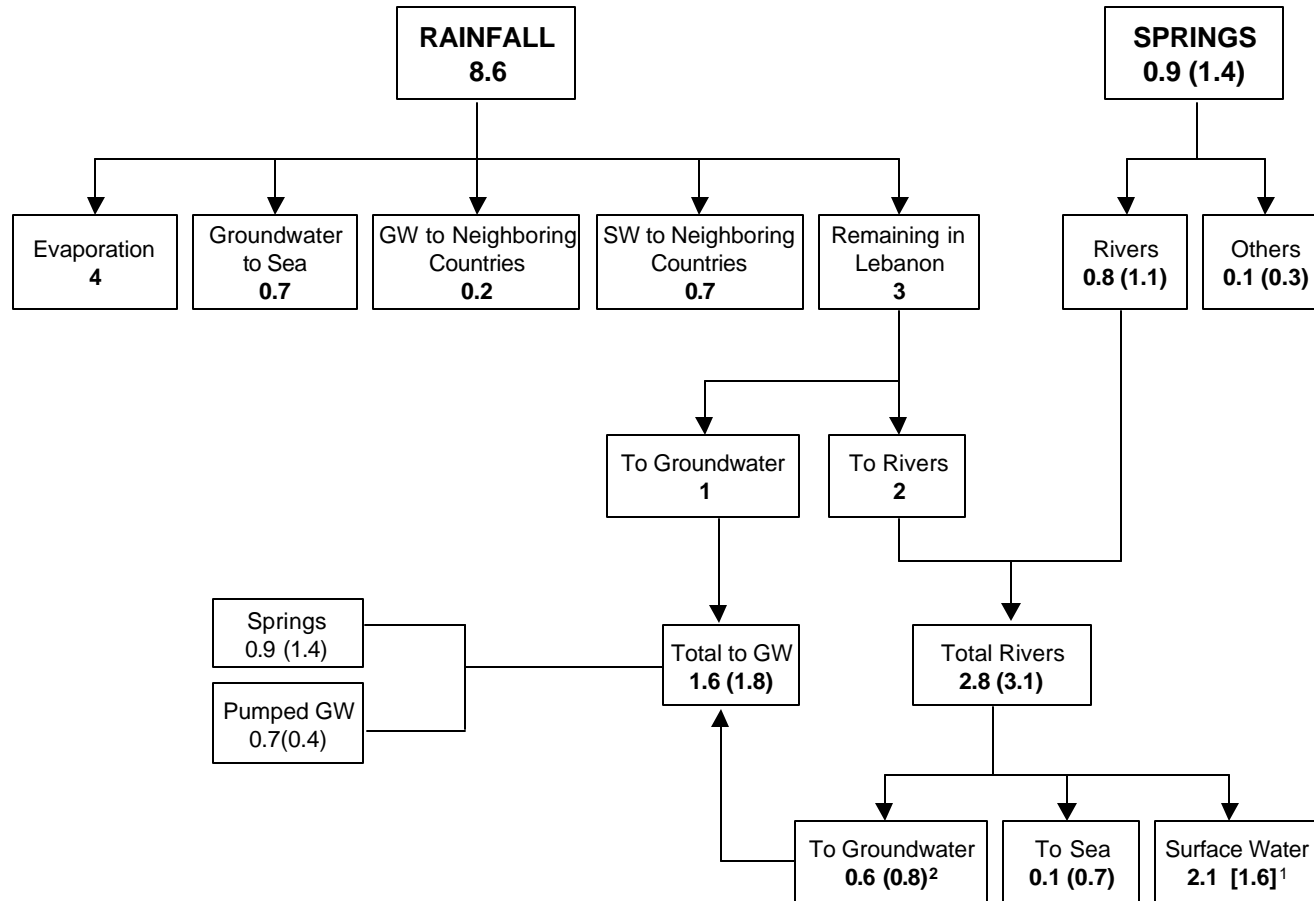 RAINFALL
8.6
SPRINGS
0.9 (1.4)
Evaporation
4
Groundwater
to Sea
0.7
GW to Neighboring
Countries
0.2
SW to Neighboring
Countries
0.7
Remaining in
Lebanon
3
Rivers
0.8 (1.1)
Others
0.1 (0.3)
To Groundwater
1
To Rivers
2
Springs
0.9 (1.4)
Pumped GW
0.7(0.4)
Total to GW
1.6 (1.8)
Total Rivers
2.8 (3.1)
To Groundwater
0.6 (0.8)²
To Sea
0.1 (0.7)
Surface Water
2.1 [1.6]¹